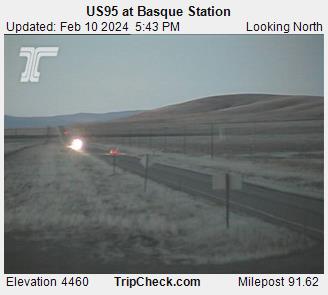 US95 at Basque Station
Updated: Feb 10 2024 5:43 PM Looking North
Elevation 4460 TripCheck.com Milepost 91.62